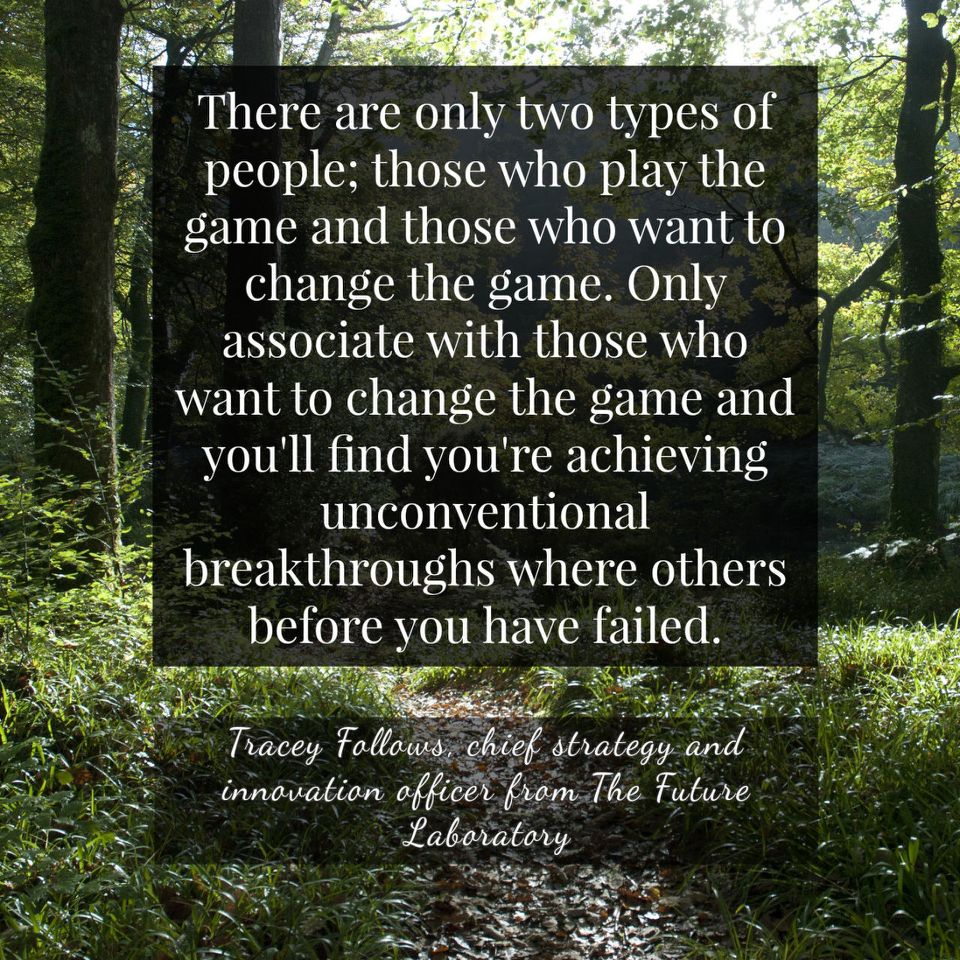 There are only two types of
people; those who play the
game and those who want to
change the game. Only
associate with those who
want to change the game and
you'll find you're achieving
unconventional
breakthroughs where others
before you have failed.
Tracey Follows, chief strategy and
innovation officer from The Future
Laboratory